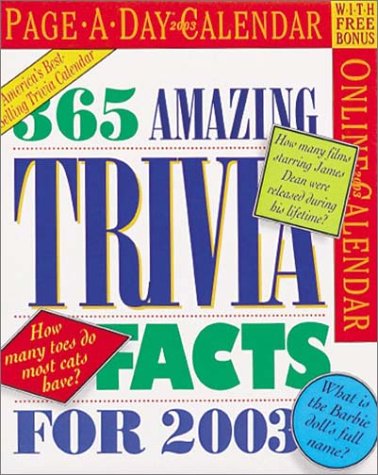 PAGE·A·DAY® 2003 CALENDAR
WITH
FREE
BONUS
ONLINE 2003 CALENDAR
America's Best-
Selling Trivia Calendar
365 AMAZING
TRIVIA
FACTS
FOR 2003
How many films
starring James
Dean were
released during
his lifetime?
How
many toes do
most cats
have?
What is
the Barbie
doll's full
name?